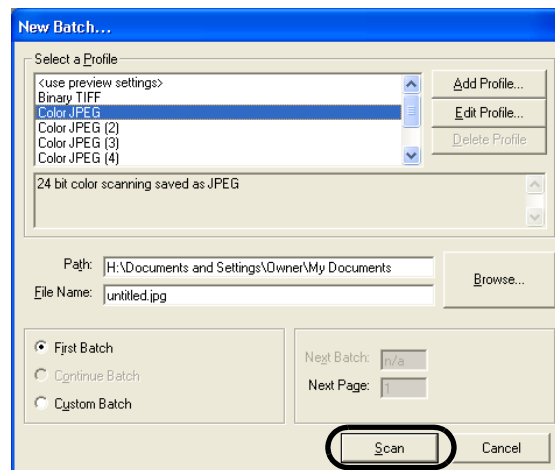 New Batch...
Select a Profile
<use preview settings>
Binary TIFF
Color JPEG
Color JPEG (2)
Color JPEG (3)
Color JPEG (4)
Add Profile...
Edit Profile...
Delete Profile
24 bit color scanning saved as JPEG
Path: H:\Documents and Settings\Owner\My Documents
File Name: untitled.jpg
Browse...
First Batch
Continue Batch
Custom Batch
Next Batch: n/a
Next Page: 1
Scan Cancel